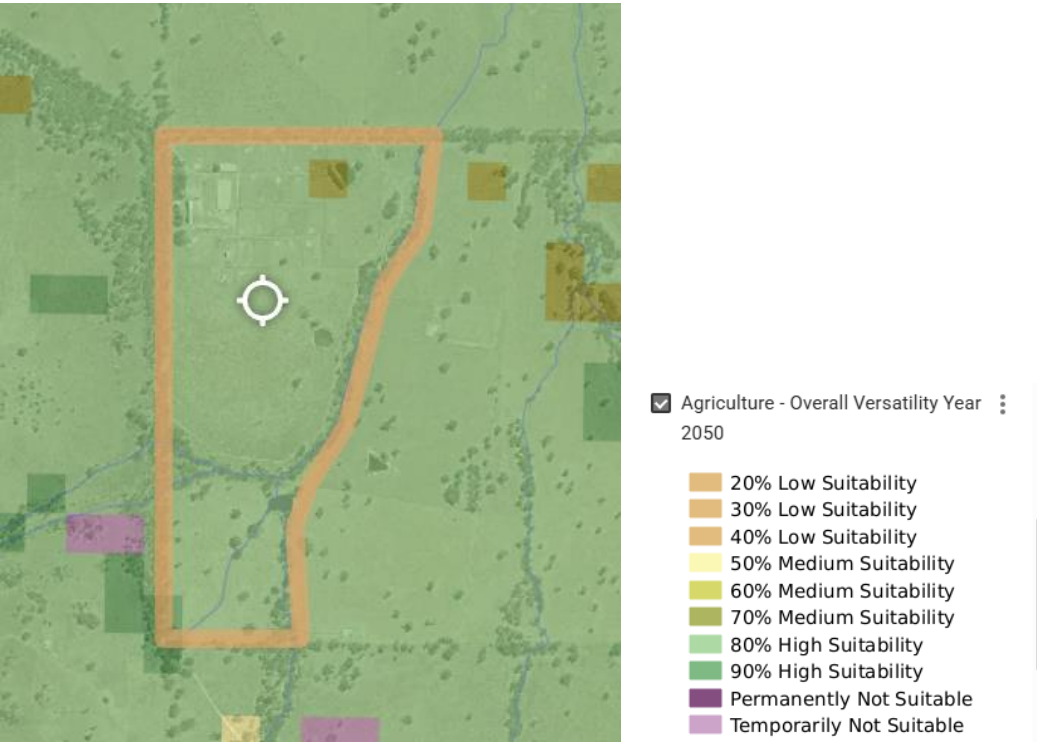 Agriculture - Overall Versatility Year
2050
20% Low Suitability
30% Low Suitability
40% Low Suitability
50% Medium Suitability
60% Medium Suitability
70% Medium Suitability
80% High Suitability
90% High Suitability
Permanently Not Suitable
Temporarily Not Suitable